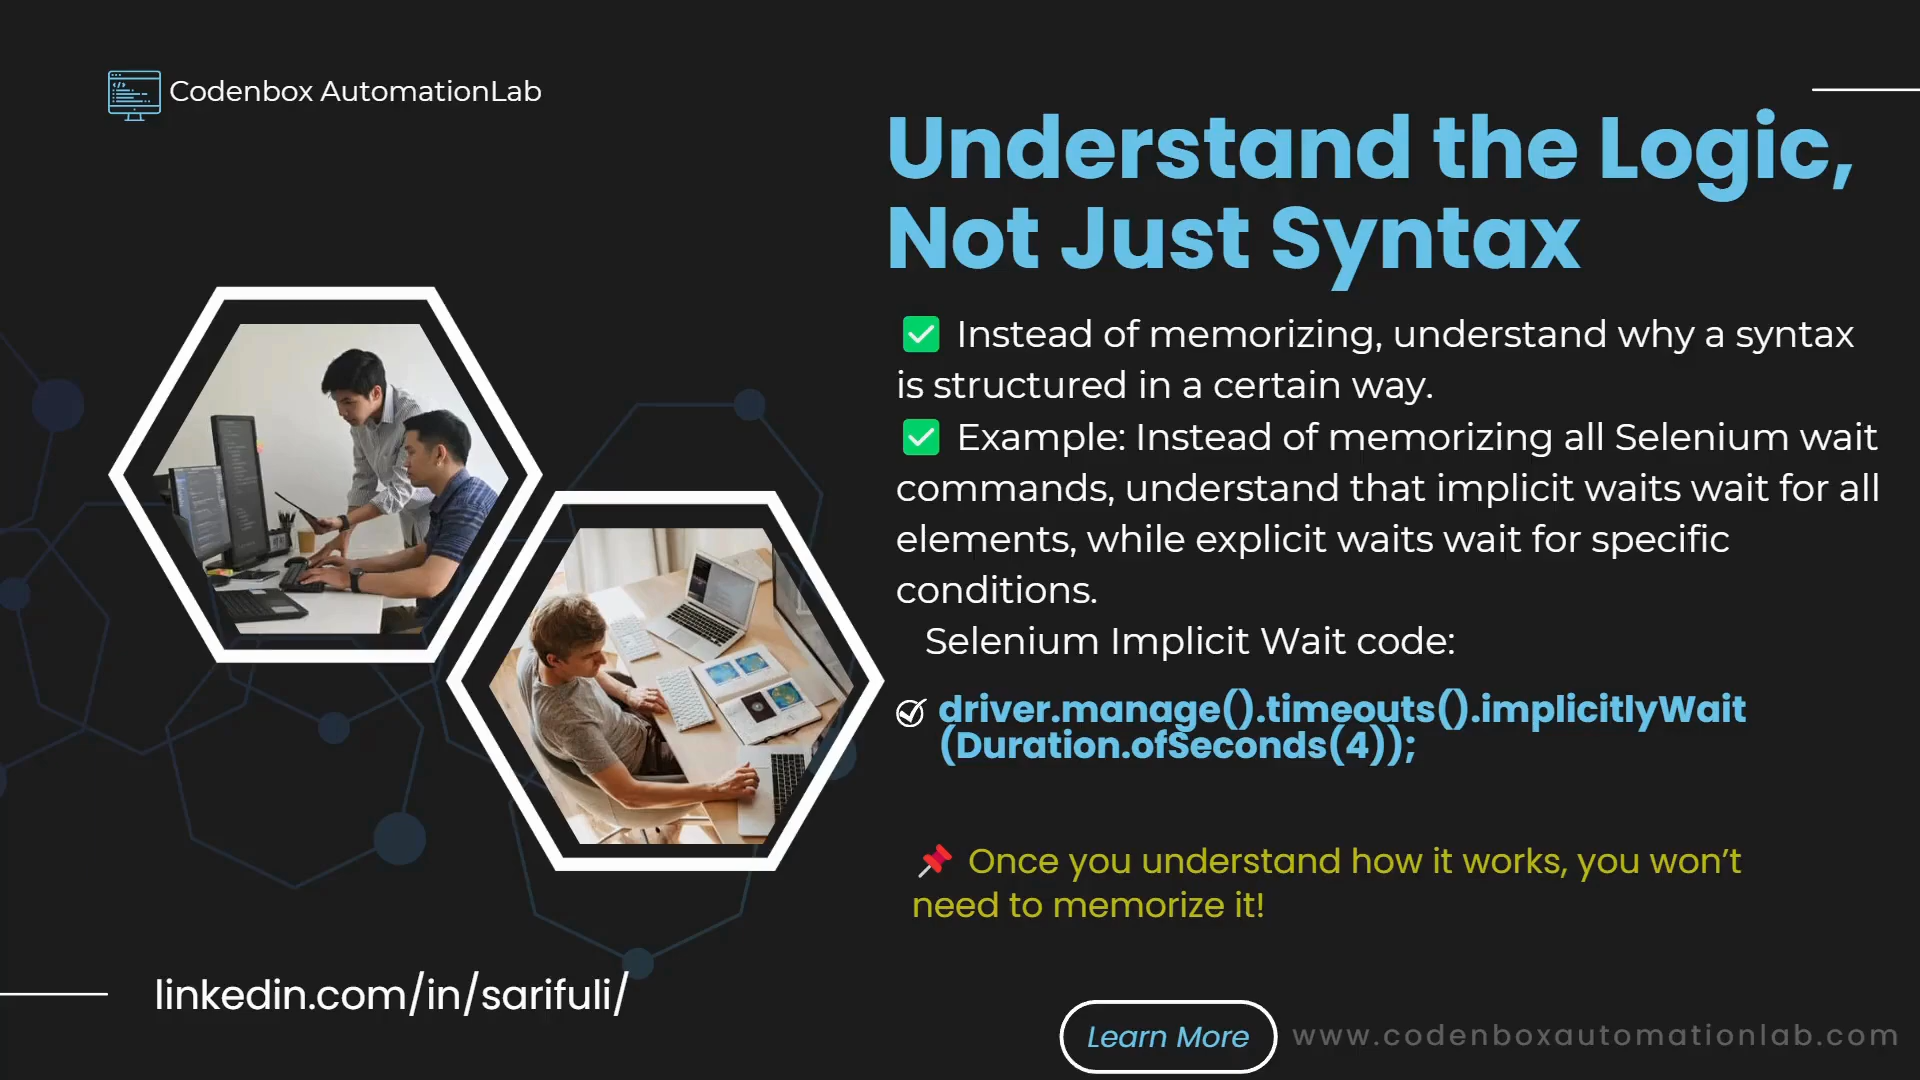 Codenbox AutomationLab
Understand the Logic,
Not Just Syntax
✅ Instead of memorizing, understand why a syntax
is structured in a certain way.
✅ Example: Instead of memorizing all Selenium wait
commands, understand that implicit waits wait for all
elements, while explicit waits wait for specific
conditions.
Selenium Implicit Wait code:
driver.manage().timeouts().implicitlyWait
(Duration.ofSeconds(4));
📌 Once you understand how it works, you won’t
need to memorize it!
linkedin.com/in/sarifuli/
Learn More
www.codenboxautomationlab.com